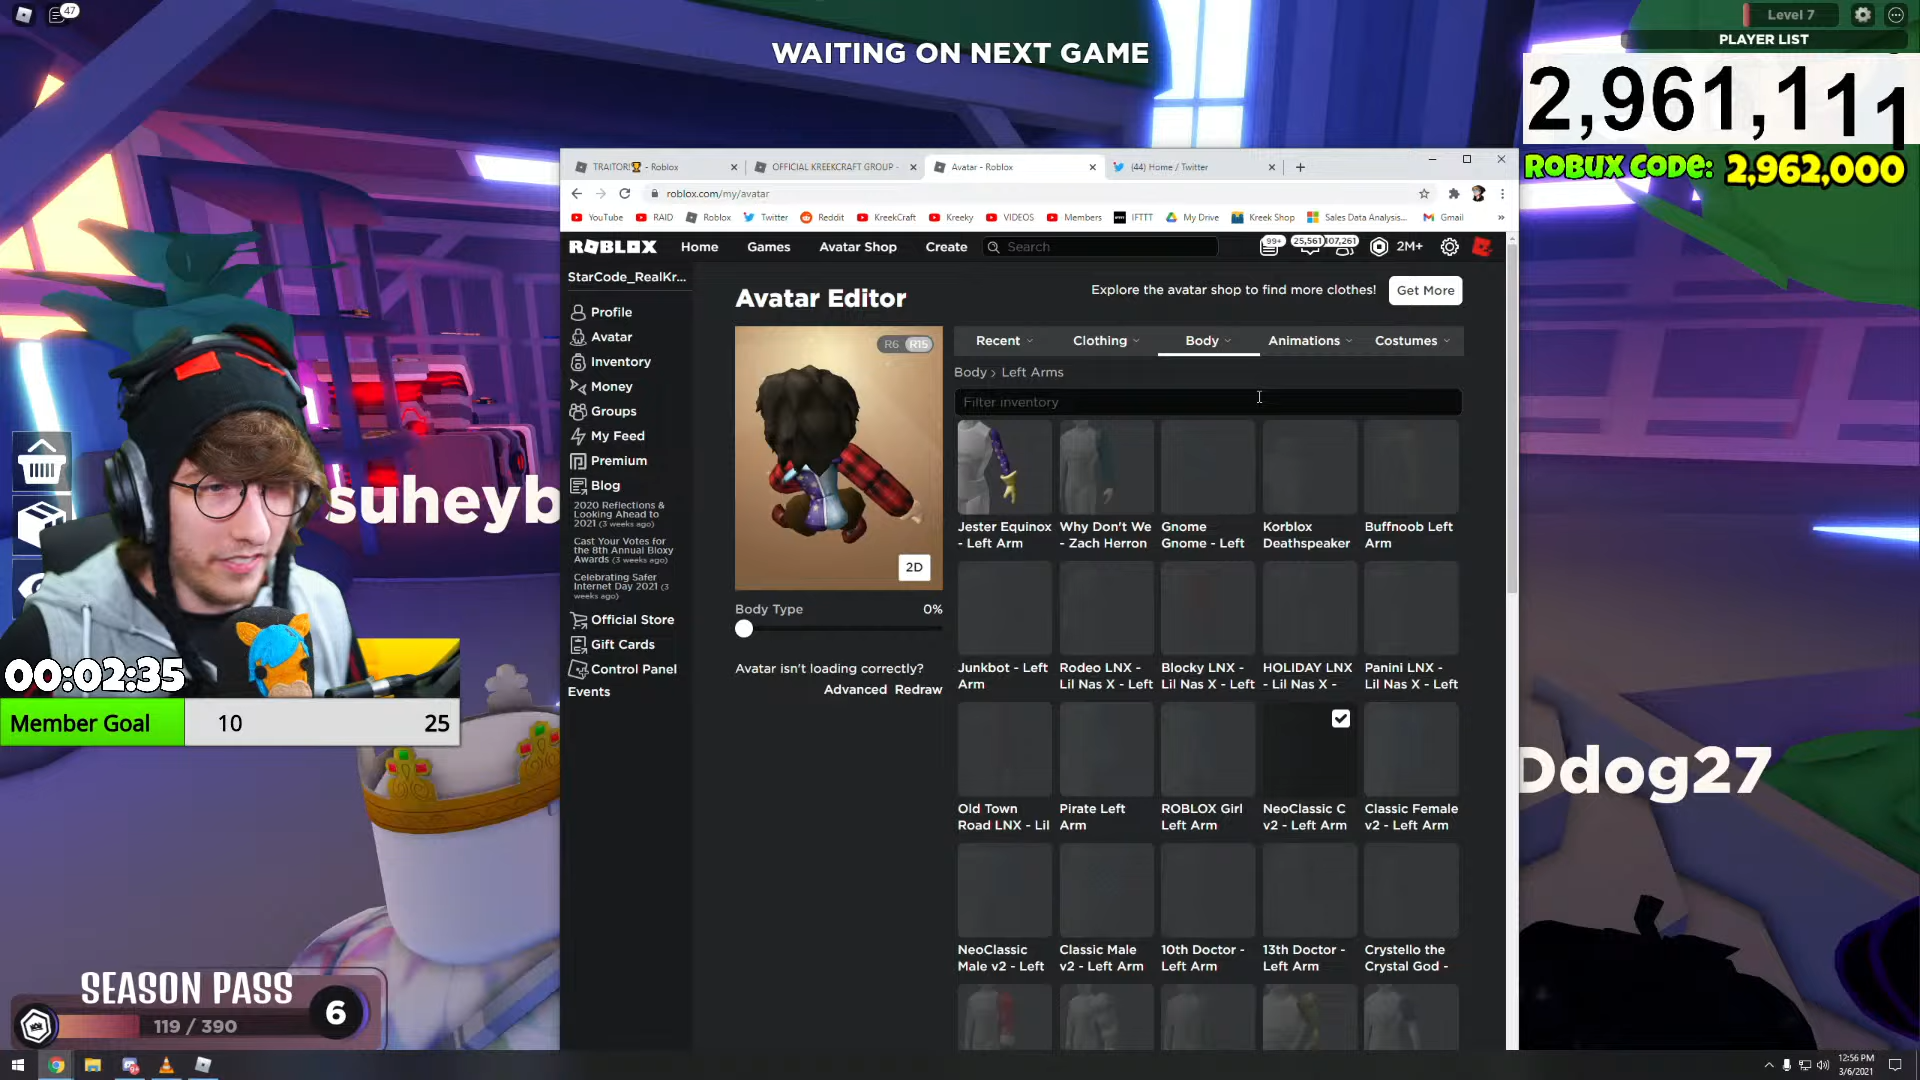 47
WAITING ON NEXT GAME
Level 7
PLAYER LIST
2,961,111
ROBUX CODE: 2,962,000
TRAITOR!🏆 - Roblox
OFFICIAL KREEKCRAFT GROUP -
Avatar - Roblox
(44) Home / Twitter
roblox.com/my/avatar
YouTube
RAID
Roblox
Twitter
Reddit
KreekCraft
Kreeky
VIDEOS
Members
IFTTT
My Drive
Kreek Shop
Sales Data Analysis...
Gmail
»
ROBLOX
Home
Games
Avatar Shop
Create
Search
99+
25,561
107,261
2M+
StarCode_RealKr...
Profile
Avatar
Inventory
Money
Groups
My Feed
Premium
Blog
2020 Reflections &
Looking Ahead to
2021 (3 weeks ago)
Cast Your Votes for
the 8th Annual Bloxy
Awards (3 weeks ago)
Celebrating Safer
Internet Day 2021 (3
weeks ago)
Official Store
Gift Cards
Control Panel
Events
Avatar Editor
Explore the avatar shop to find more clothes!
Get More
R6 R15
2D
Body Type
0%
Avatar isn't loading correctly?
Advanced Redraw
Recent
Clothing
Body
Animations
Costumes
Body › Left Arms
Filter inventory
Jester Equinox
- Left Arm
Why Don't We
- Zach Herron
Gnome
Gnome - Left
Korblox
Deathspeaker
Buffnoob Left
Arm
Junkbot - Left
Arm
Rodeo LNX -
Lil Nas X - Left
Blocky LNX -
Lil Nas X - Left
HOLIDAY LNX
- Lil Nas X -
Panini LNX -
Lil Nas X - Left
Old Town
Road LNX - Lil
Pirate Left
Arm
ROBLOX Girl
Left Arm
NeoClassic C
v2 - Left Arm
Classic Female
v2 - Left Arm
NeoClassic
Male v2 - Left
Classic Male
v2 - Left Arm
10th Doctor -
Left Arm
13th Doctor -
Left Arm
Crystello the
Crystal God -
suheyb
Ddog27
00:02:35
Member Goal
10
25
SEASON PASS
119 / 390
6
12:56 PM
3/6/2021